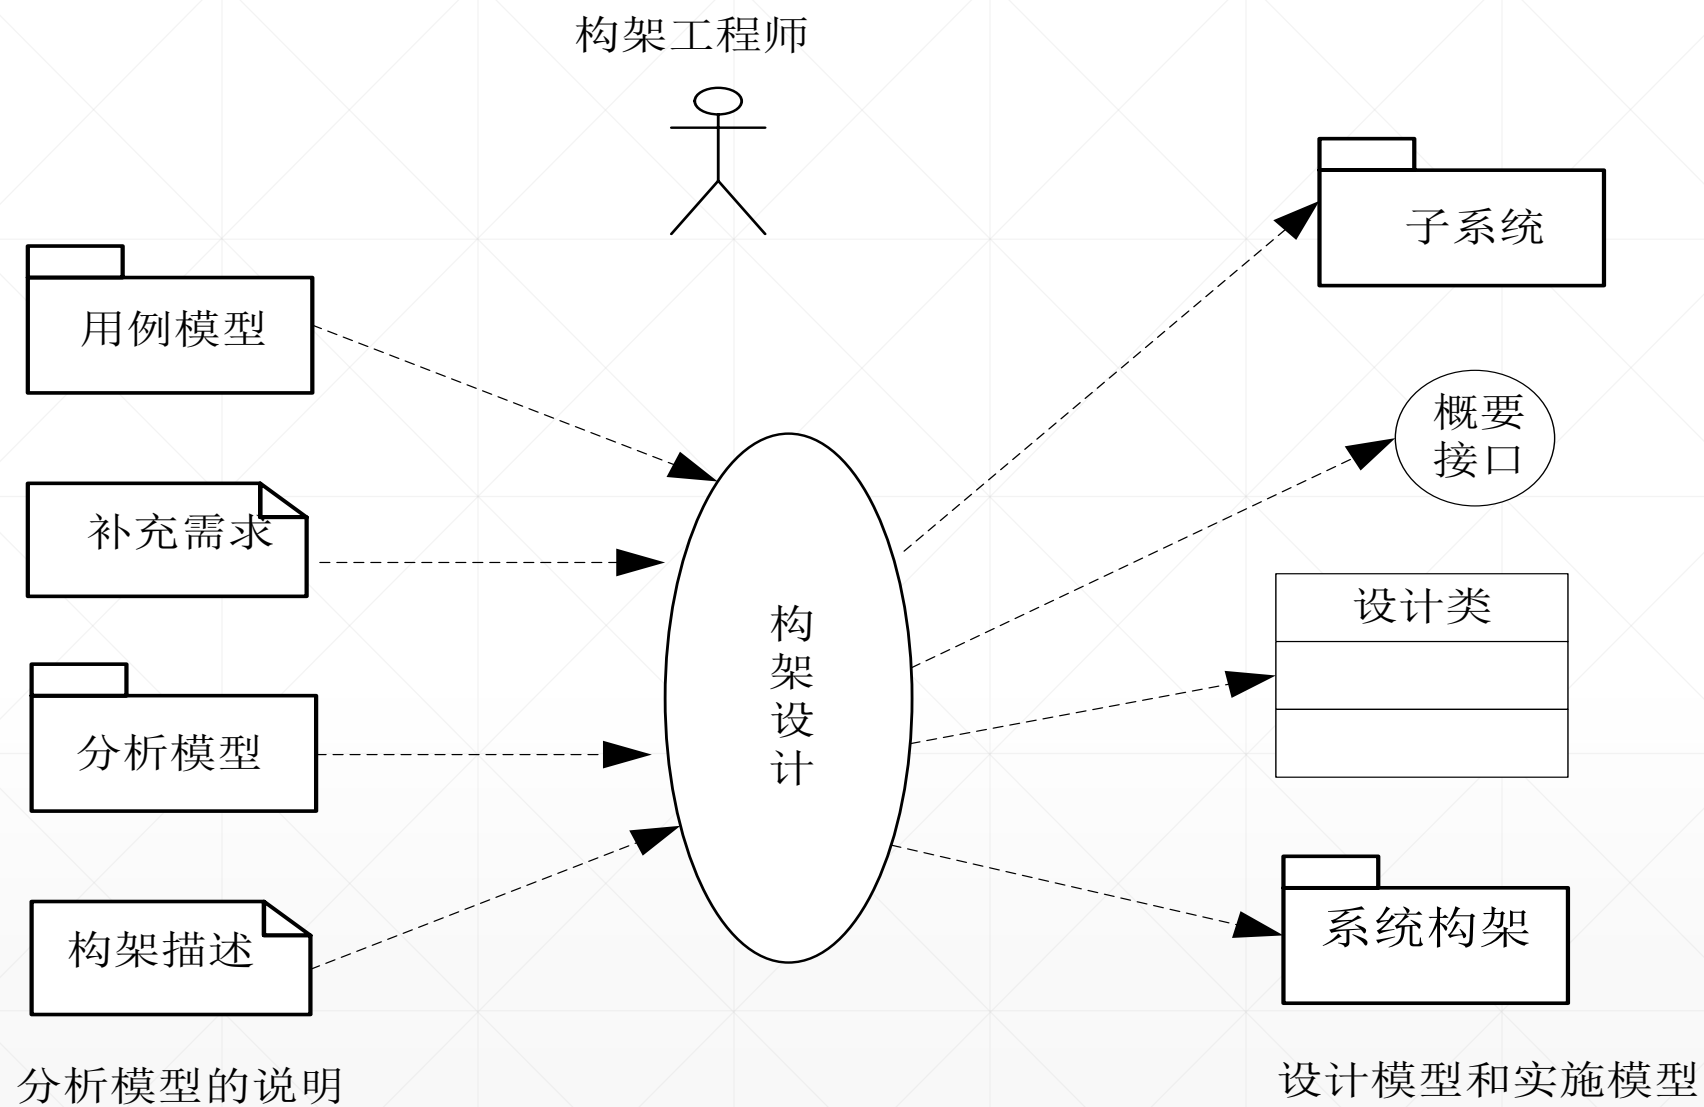 构架工程师
子系统
用例模型
概要
接口
补充需求
设计类
构
架
设
计
分析模型
系统构架
构架描述
分析模型的说明
设计模型和实施模型